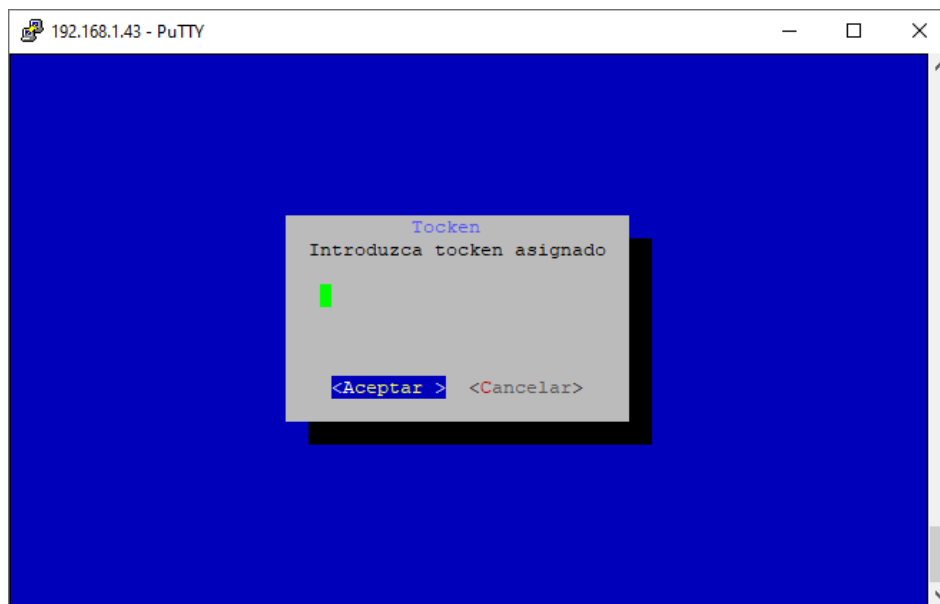 192.168.1.43 - PuTTY
Tocken
Introduzca tocken asignado
<Aceptar > <Cancelar>